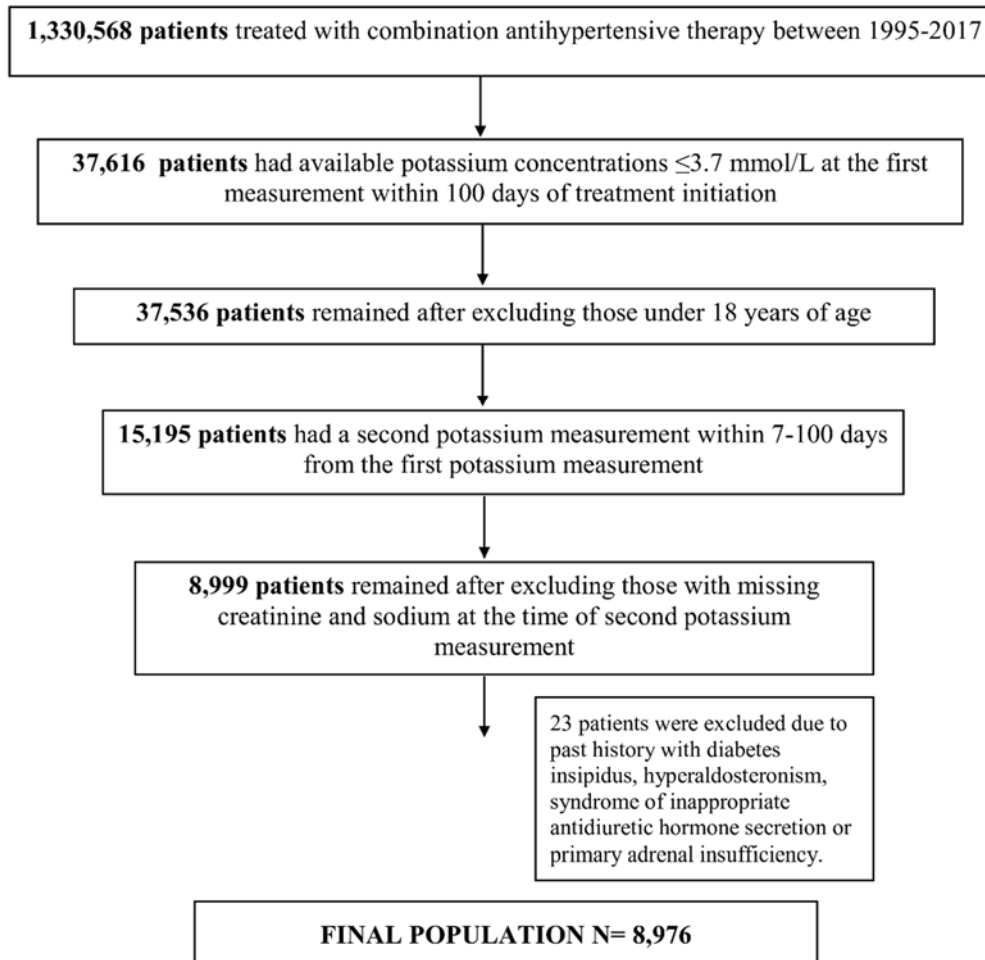 1,330,568 patients treated with combination antihypertensive therapy between 1995-2017
37,616 patients had available potassium concentrations ≤3.7 mmol/L at the first
measurement within 100 days of treatment initiation
37,536 patients remained after excluding those under 18 years of age
15,195 patients had a second potassium measurement within 7-100 days
from the first potassium measurement
8,999 patients remained after excluding those with missing
creatinine and sodium at the time of second potassium
measurement
23 patients were excluded due to
past history with diabetes
insipidus, hyperaldosteronism,
syndrome of inappropriate
antidiuretic hormone secretion or
primary adrenal insufficiency.
FINAL POPULATION N= 8,976